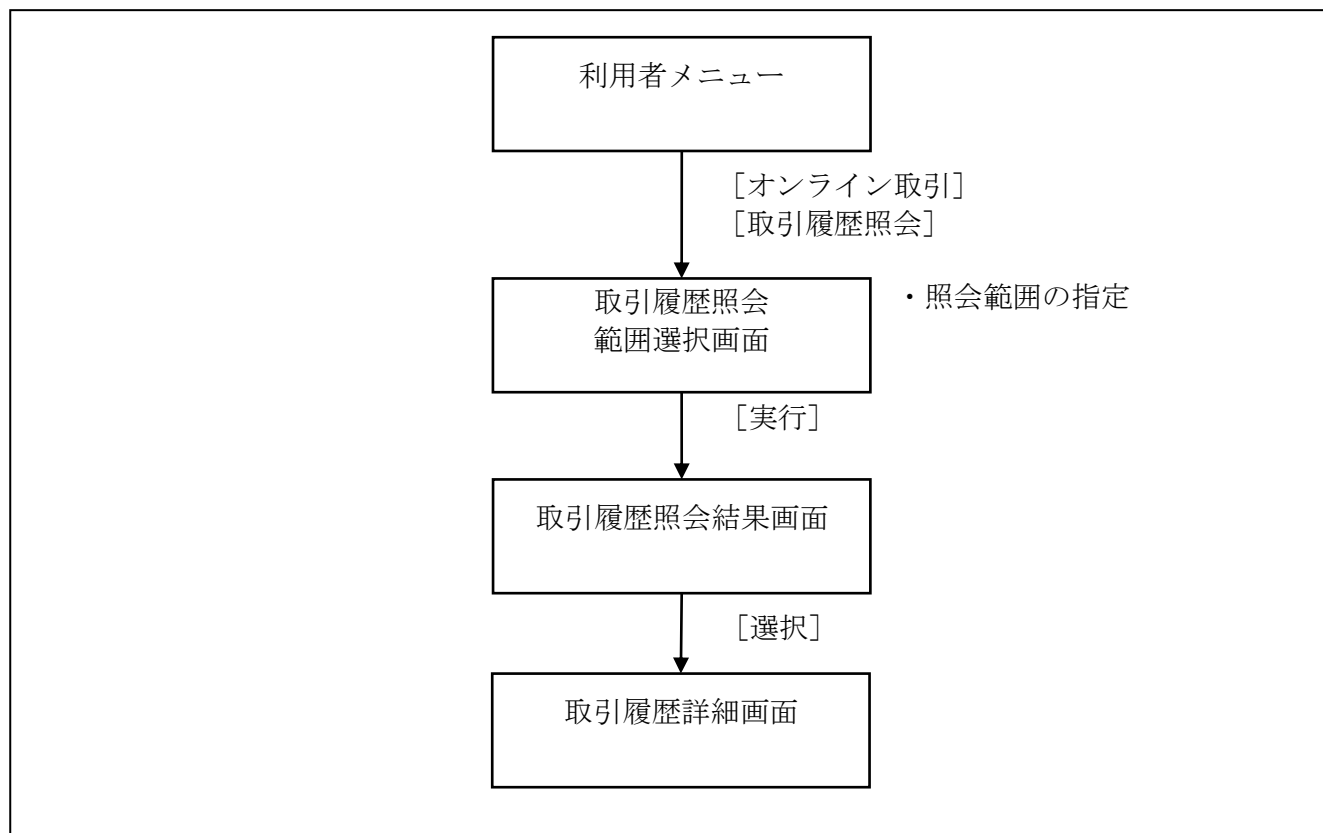 利用者メニュー
［オンライン取引］
［取引履歴照会］
取引履歴照会
範囲選択画面
・照会範囲の指定
［実行］
取引履歴照会結果画面
［選択］
取引履歴詳細画面